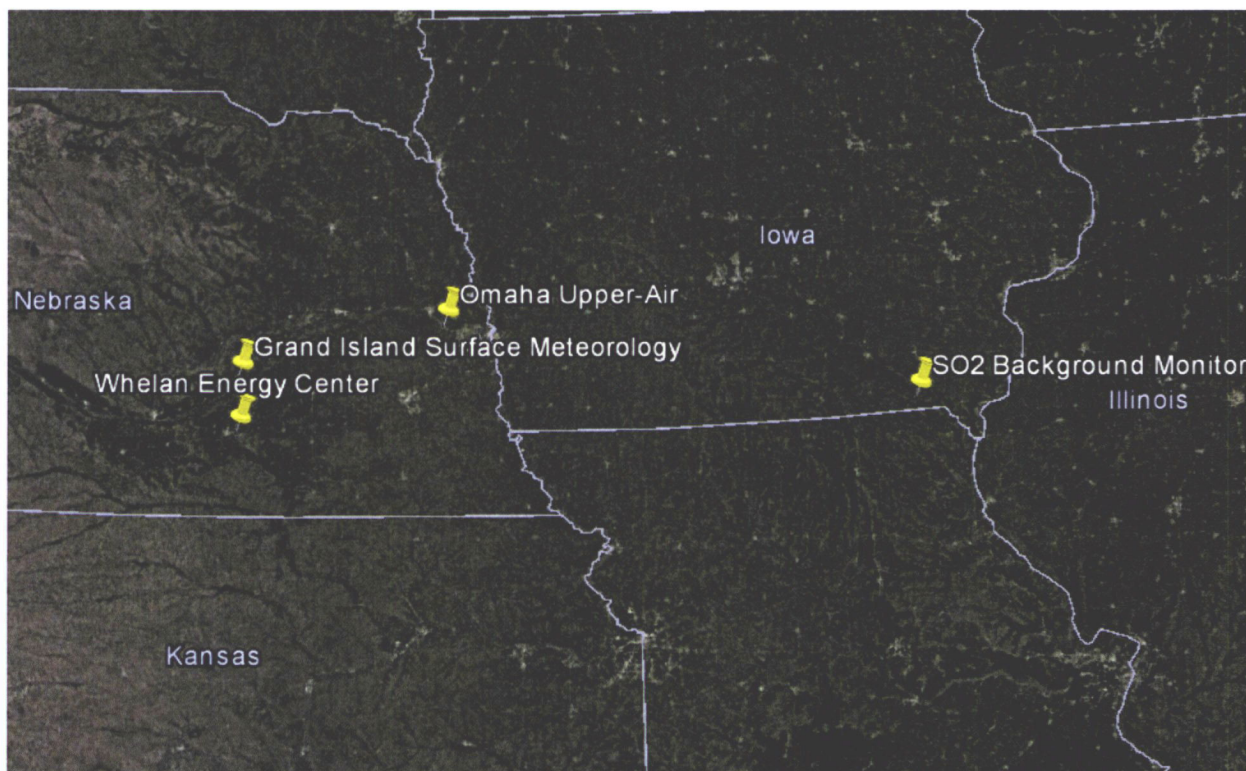 Iowa
Omaha Upper-Air
Nebraska
Grand Island Surface Meteorology
SO2 Background Monitor
Whelan Energy Center
Illinois
Kansas